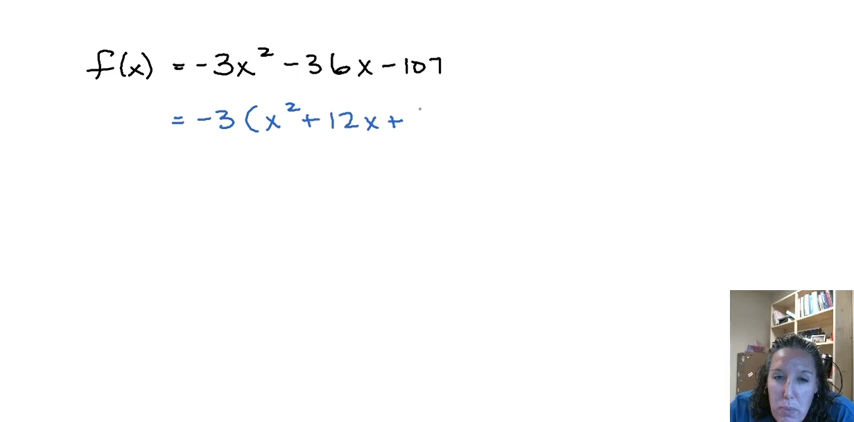 f(x) = -3x² - 36x - 107
= -3 (x² + 12x +